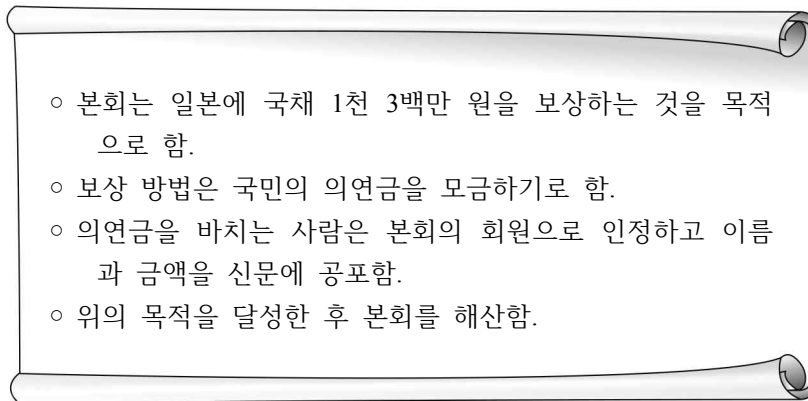 ○ 본회는 일본에 국채 1천 3백만 원을 보상하는 것을 목적
으로 함.
○ 보상 방법은 국민의 의연금을 모금하기로 함.
○ 의연금을 바치는 사람은 본회의 회원으로 인정하고 이름
과 금액을 신문에 공포함.
○ 위의 목적을 달성한 후 본회를 해산함.